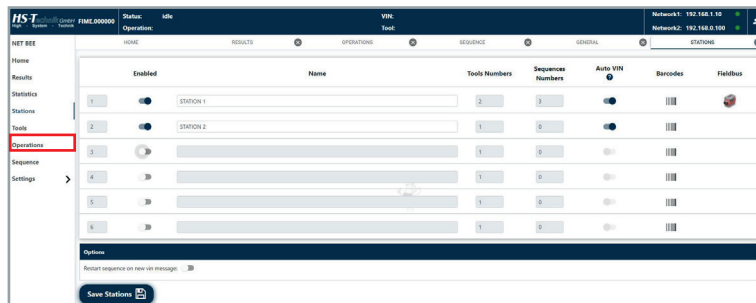 HS-Technik GmbH
High - System - Technik
FIME.000000
Status: idle
Operation:
VIN:
Tool:
Network1: 192.168.1.10
Network2: 192.168.0.100
NET BEE
HOME RESULTS OPERATIONS SEQUENCE GENERAL STATIONS
Home
Results
Statistics
Stations
Tools
Operations
Sequence
Settings
Enabled Name Tools Numbers Sequences Numbers Auto VIN Barcodes Fieldbus
1 STATION 1 2 3
2 STATION 2 1 0
3 1 0
4 1 0
5 1 0
6 1 0
Options
Restart sequence on new vin message:
Save Stations